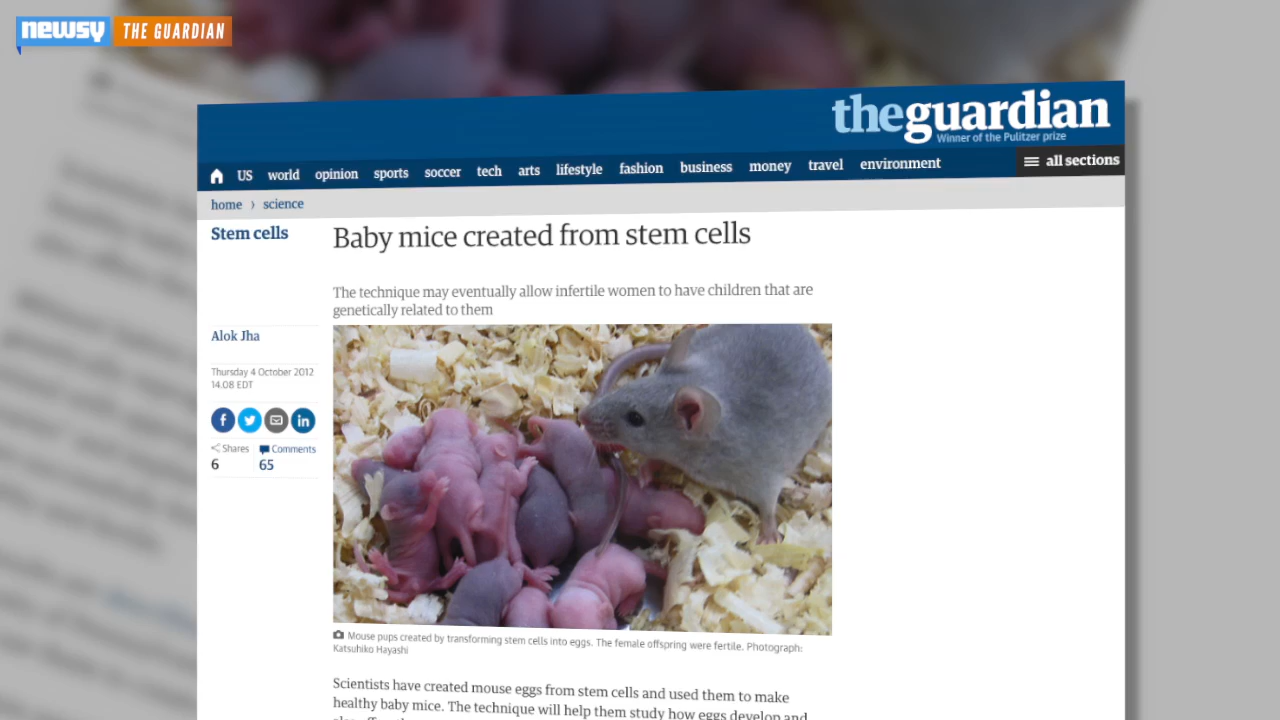 newsy THE GUARDIAN
theguardian
Winner of the Pulitzer prize
US world opinion sports soccer tech arts lifestyle fashion business money travel environment all sections
home › science
Stem cells
Baby mice created from stem cells
The technique may eventually allow infertile women to have children that are
genetically related to them
Alok Jha
Thursday 4 October 2012
14.08 EDT
Shares
6
Comments
65
Mouse pups created by transforming stem cells into eggs. The female offspring were fertile. Photograph:
Katsuhiko Hayashi
Scientists have created mouse eggs from stem cells and used them to make
healthy baby mice. The technique will help them study how eggs develop and